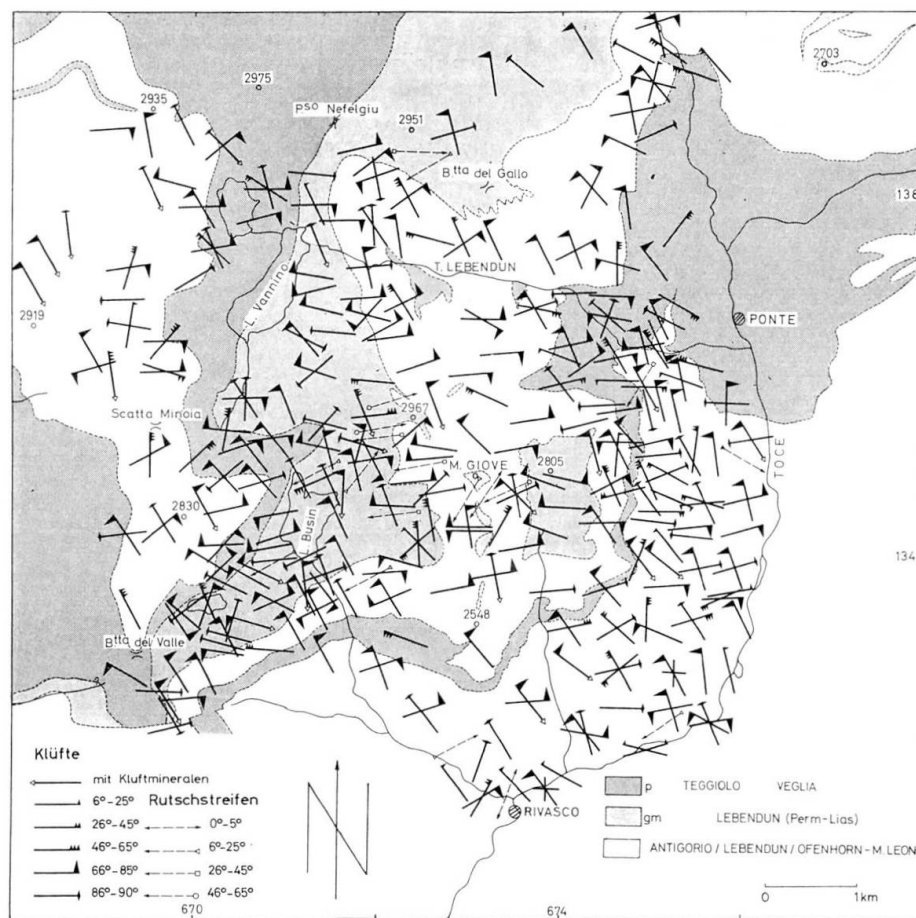 2703
2975
2935
Pso Nefelgiu
2951
Btta del Gallo
138
T. LEBENDUN
L. Vannino
2919
PONTE
Scatta Minoia
2967
TOCE
M. GIOVE
2805
2830
L. Busin
134
2548
Btta del Valle
Klüfte
mit Kluftmineralen
6°-25° Rutschstreifen
26°-45° 0°-5°
46°-65° 6°-25°
66°-85° 26°-45°
86°-90° 46°-65°
N
RIVASCO
p TEGGIOLO VEGLIA
gm LEBENDUN (Perm-Lias)
ANTIGORIO / LEBENDUN / OFENHORN-M. LEON
0 1km
670
674